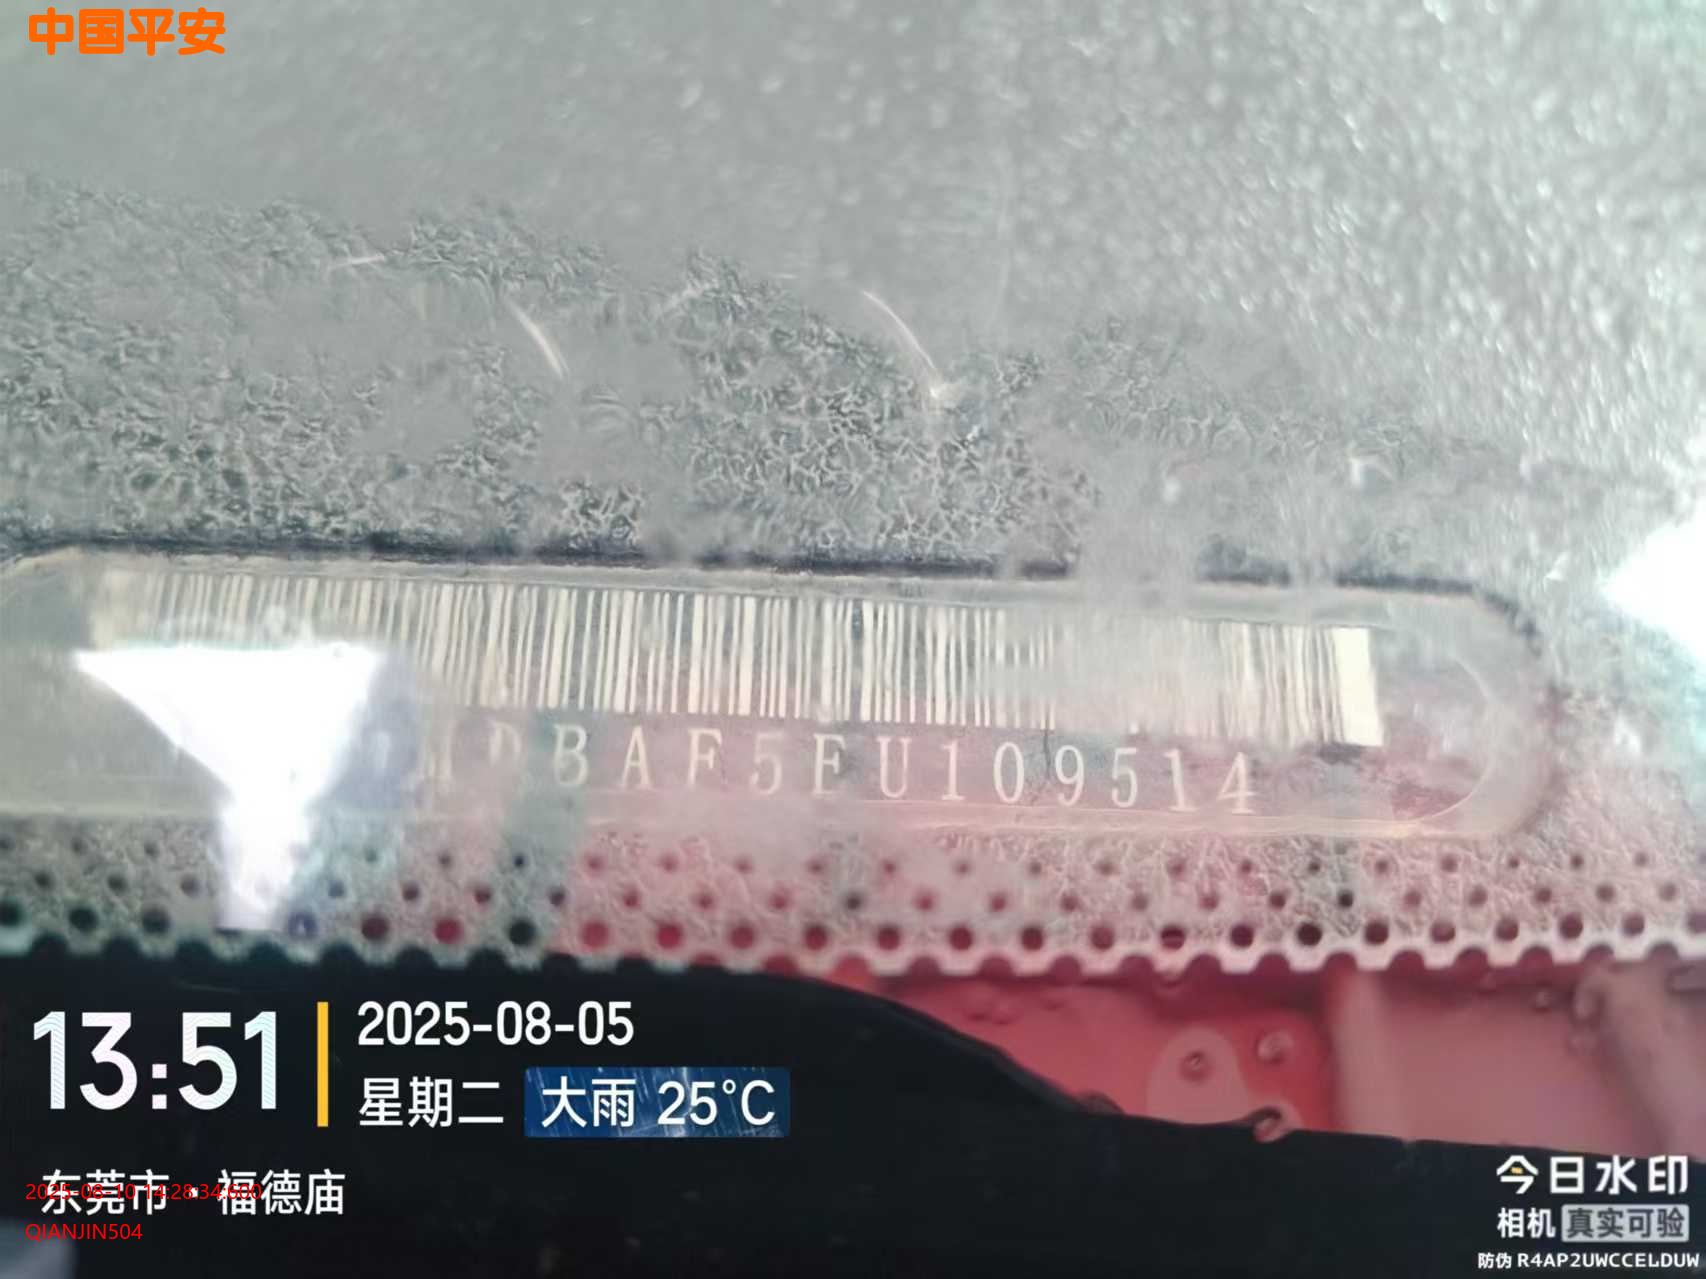 中国平安
BAF5EU109514
13:51
2025-08-05
星期二 大雨 25°C
东莞市·福德庙
2025-08-10 14:28:34:600
QIANJIN504
今日水印
相机 真实可验
防伪 R4AP2UWCCELDUW